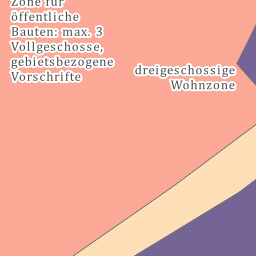 Zone für
öffentliche
Bauten: max. 3
Vollgeschosse,
gebietsbezogene
Vorschrifte
dreigeschossige
Wohnzone